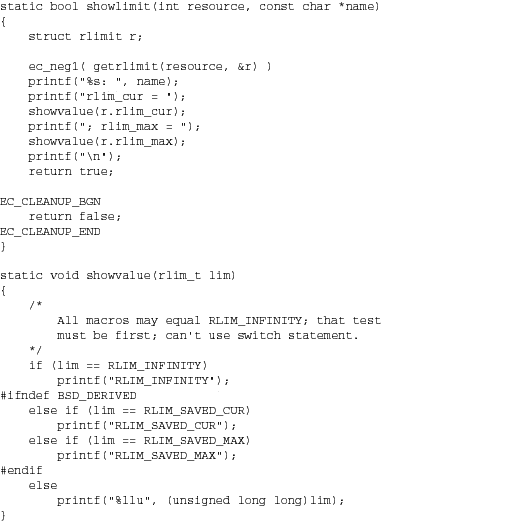 static bool showlimit(int resource, const char *name)
{
    struct rlimit r;

    ec_neg1( getrlimit(resource, &r) )
    printf("%s: ", name);
    printf("rlim_cur = ");
    showvalue(r.rlim_cur);
    printf("; rlim_max = ");
    showvalue(r.rlim_max);
    printf("\n");
    return true;

EC_CLEANUP_BGN
    return false;
EC_CLEANUP_END
}

static void showvalue(rlim_t lim)
{
    /*
        All macros may equal RLIM_INFINITY; that test
        must be first; can't use switch statement.
    */
    if (lim == RLIM_INFINITY)
        printf("RLIM_INFINITY");
#ifndef BSD_DERIVED
    else if (lim == RLIM_SAVED_CUR)
        printf("RLIM_SAVED_CUR");
    else if (lim == RLIM_SAVED_MAX)
        printf("RLIM_SAVED_MAX");
#endif
    else
        printf("%llu", (unsigned long long)lim);
}